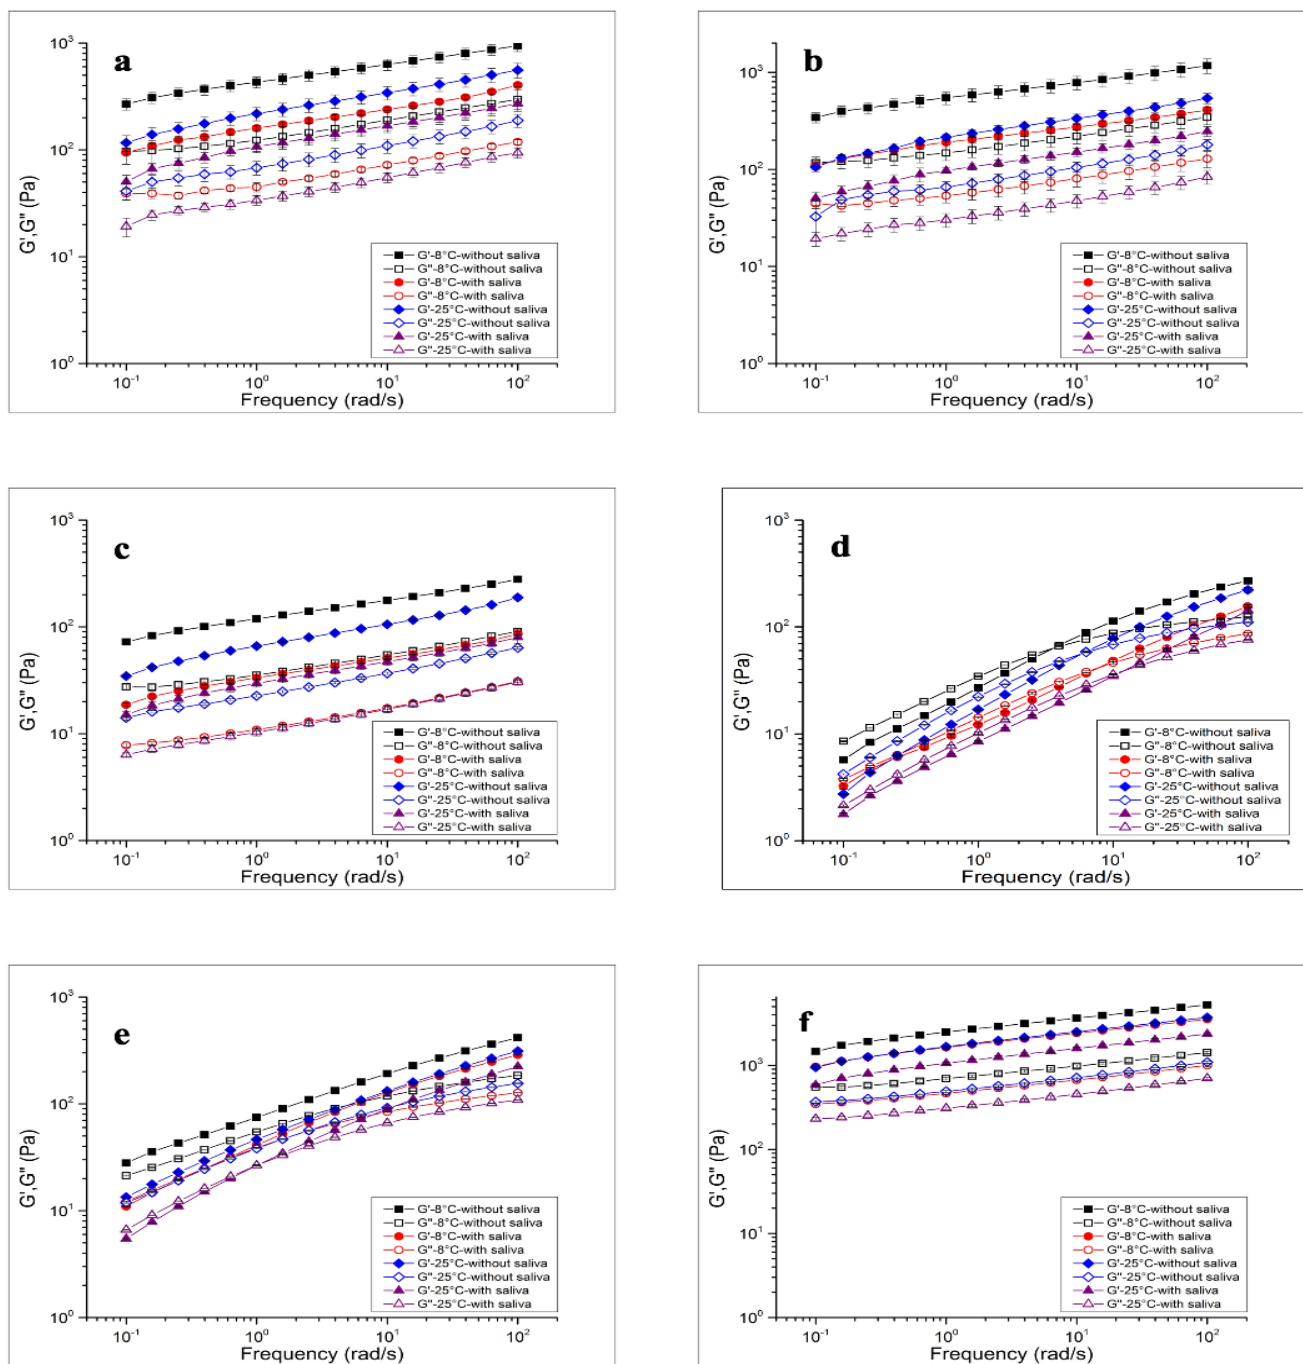 a
10³
10²
10¹
10⁰
G',G" (Pa)
G'-8°C-without saliva
G"-8°C-without saliva
G'-8°C-with saliva
G"-8°C-with saliva
G'-25°C-without saliva
G"-25°C-without saliva
G'-25°C-with saliva
G"-25°C-with saliva
10⁻¹ 10⁰ 10¹ 10²
Frequency (rad/s)
b
10³
10²
10¹
10⁰
G',G" (Pa)
G'-8°C-without saliva
G"-8°C-without saliva
G'-8°C-with saliva
G"-8°C-with saliva
G'-25°C-without saliva
G"-25°C-without saliva
G'-25°C-with saliva
G"-25°C-with saliva
10⁻¹ 10⁰ 10¹ 10²
Frequency (rad/s)
c
10³
10²
10¹
10⁰
G',G" (Pa)
G'-8°C-without saliva
G"-8°C-without saliva
G'-8°C-with saliva
G"-8°C-with saliva
G'-25°C-without saliva
G"-25°C-without saliva
G'-25°C-with saliva
G"-25°C-with saliva
10⁻¹ 10⁰ 10¹ 10²
Frequency (rad/s)
d
10³
10²
10¹
10⁰
G',G" (Pa)
G'-8°C-without saliva
G"-8°C-without saliva
G'-8°C-with saliva
G"-8°C-with saliva
G'-25°C-without saliva
G"-25°C-without saliva
G'-25°C-with saliva
G"-25°C-with saliva
10⁻¹ 10⁰ 10¹ 10²
Frequency (rad/s)
e
10³
10²
10¹
10⁰
G',G" (Pa)
G'-8°C-without saliva
G"-8°C-without saliva
G'-8°C-with saliva
G"-8°C-with saliva
G'-25°C-without saliva
G"-25°C-without saliva
G'-25°C-with saliva
G"-25°C-with saliva
10⁻¹ 10⁰ 10¹ 10²
Frequency (rad/s)
f
10³
10²
10¹
10⁰
G',G" (Pa)
G'-8°C-without saliva
G"-8°C-without saliva
G'-8°C-with saliva
G"-8°C-with saliva
G'-25°C-without saliva
G"-25°C-without saliva
G'-25°C-with saliva
G"-25°C-with saliva
10⁻¹ 10⁰ 10¹ 10²
Frequency (rad/s)